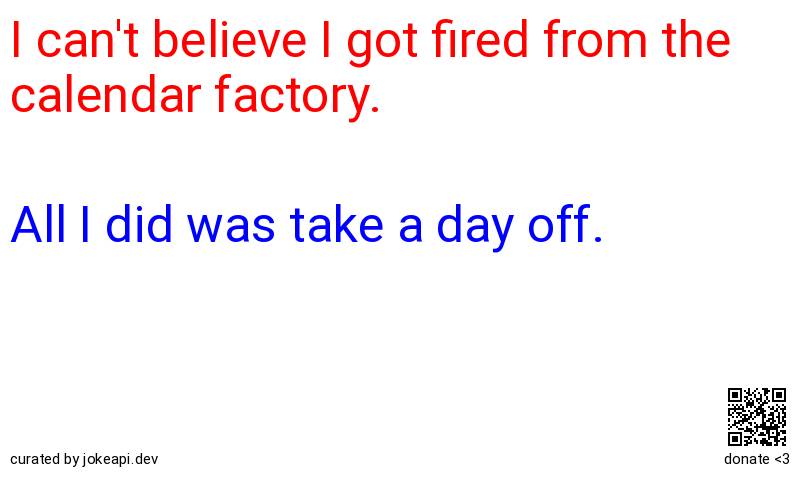 I can't believe I got fired from the
calendar factory.
All I did was take a day off.
curated by jokeapi.dev
donate <3